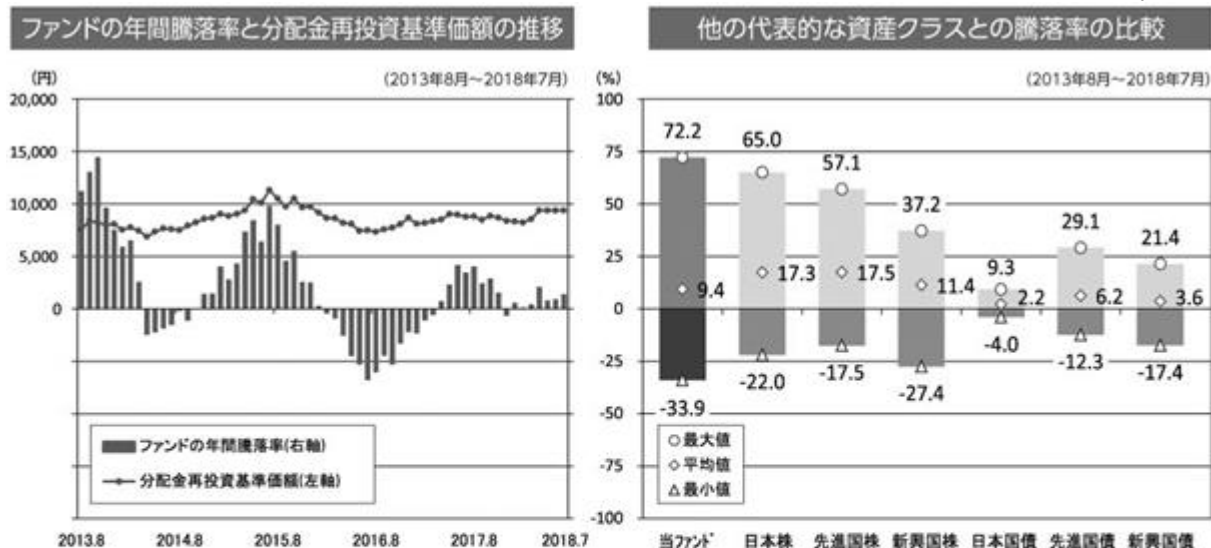 ファンドの年間騰落率と分配金再投資基準価額の推移
(円)
(2013年8月~2018年7月)
20,000
15,000
10,000
5,000
0
ファンドの年間騰落率(右軸)
分配金再投資基準価額(左軸)
2013.8 2014.8 2015.8 2016.8 2017.8 2018.7
他の代表的な資産クラスとの騰落率の比較
(%)
(2013年8月~2018年7月)
100
75
50
25
0
-25
-50
-75
-100
72.2 65.0 57.1 37.2 9.3 29.1 21.4
9.4 17.3 17.5 11.4 2.2 6.2 3.6
-33.9 -22.0 -17.5 -27.4 -4.0 -12.3 -17.4
最大値
平均値
最小値
当ファンド 日本株 先進国株 新興国株 日本国債 先進国債 新興国債